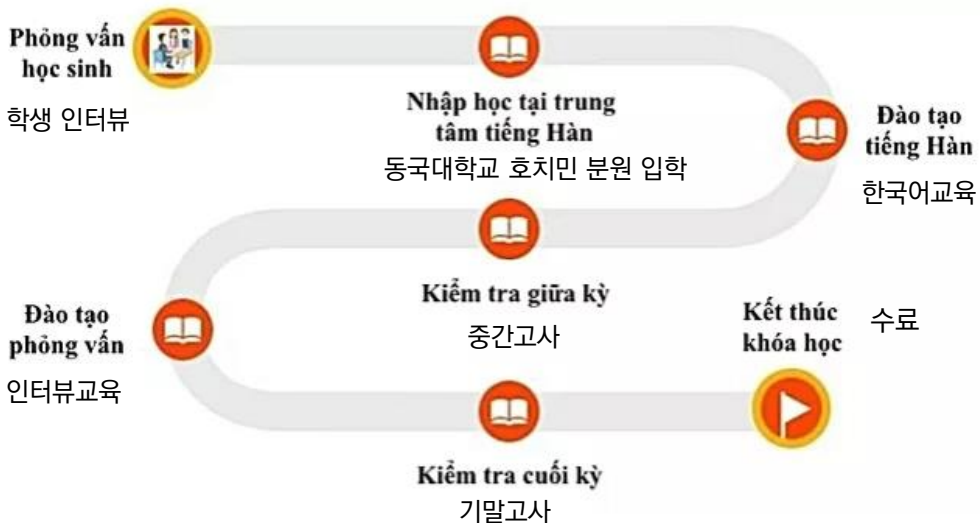 Phỏng vấn
học sinh
학생 인터뷰
Nhập học tại trung
tâm tiếng Hàn
동국대학교 호치민 분원 입학
Đào tạo
tiếng Hàn
한국어교육
Kiểm tra giữa kỳ
중간고사
Đào tạo
phỏng vấn
인터뷰교육
Kiểm tra cuối kỳ
기말고사
Kết thúc
khóa học
수료